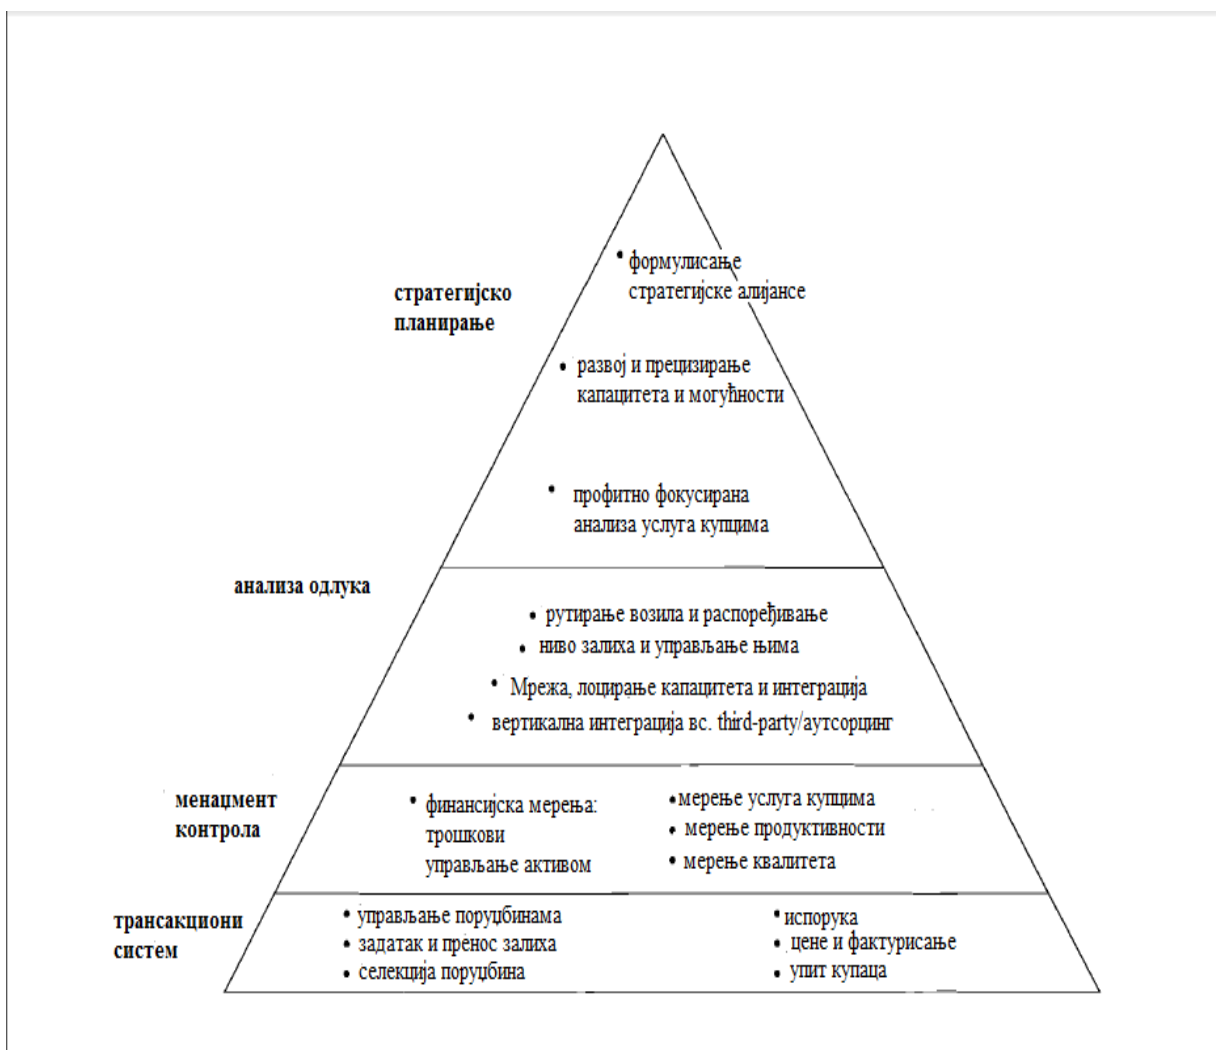 • формулисање
стратегијске алијансе
стратегијско
планирање
• развој и прецизирање
капацитета и могућности
• профитно фокусирана
анализа услуга купцима
анализа одлука
• рутирање возила и распоређивање
• ниво залиха и управљање њима
• Мрежа, лоцирање капацитета и интеграција
• вертикална интеграција вс. third-party/аутсорцинг
менаџмент
контрола
• финансијска мерења:
трошкови
управљање активом
• мерење услуга купцима
• мерење продуктивности
• мерење квалитета
трансакциони
систем
• управљање поруџбинама
• задатак и пренос залиха
• селекција поруџбина
• испорука
• цене и фактурисање
• упит купаца